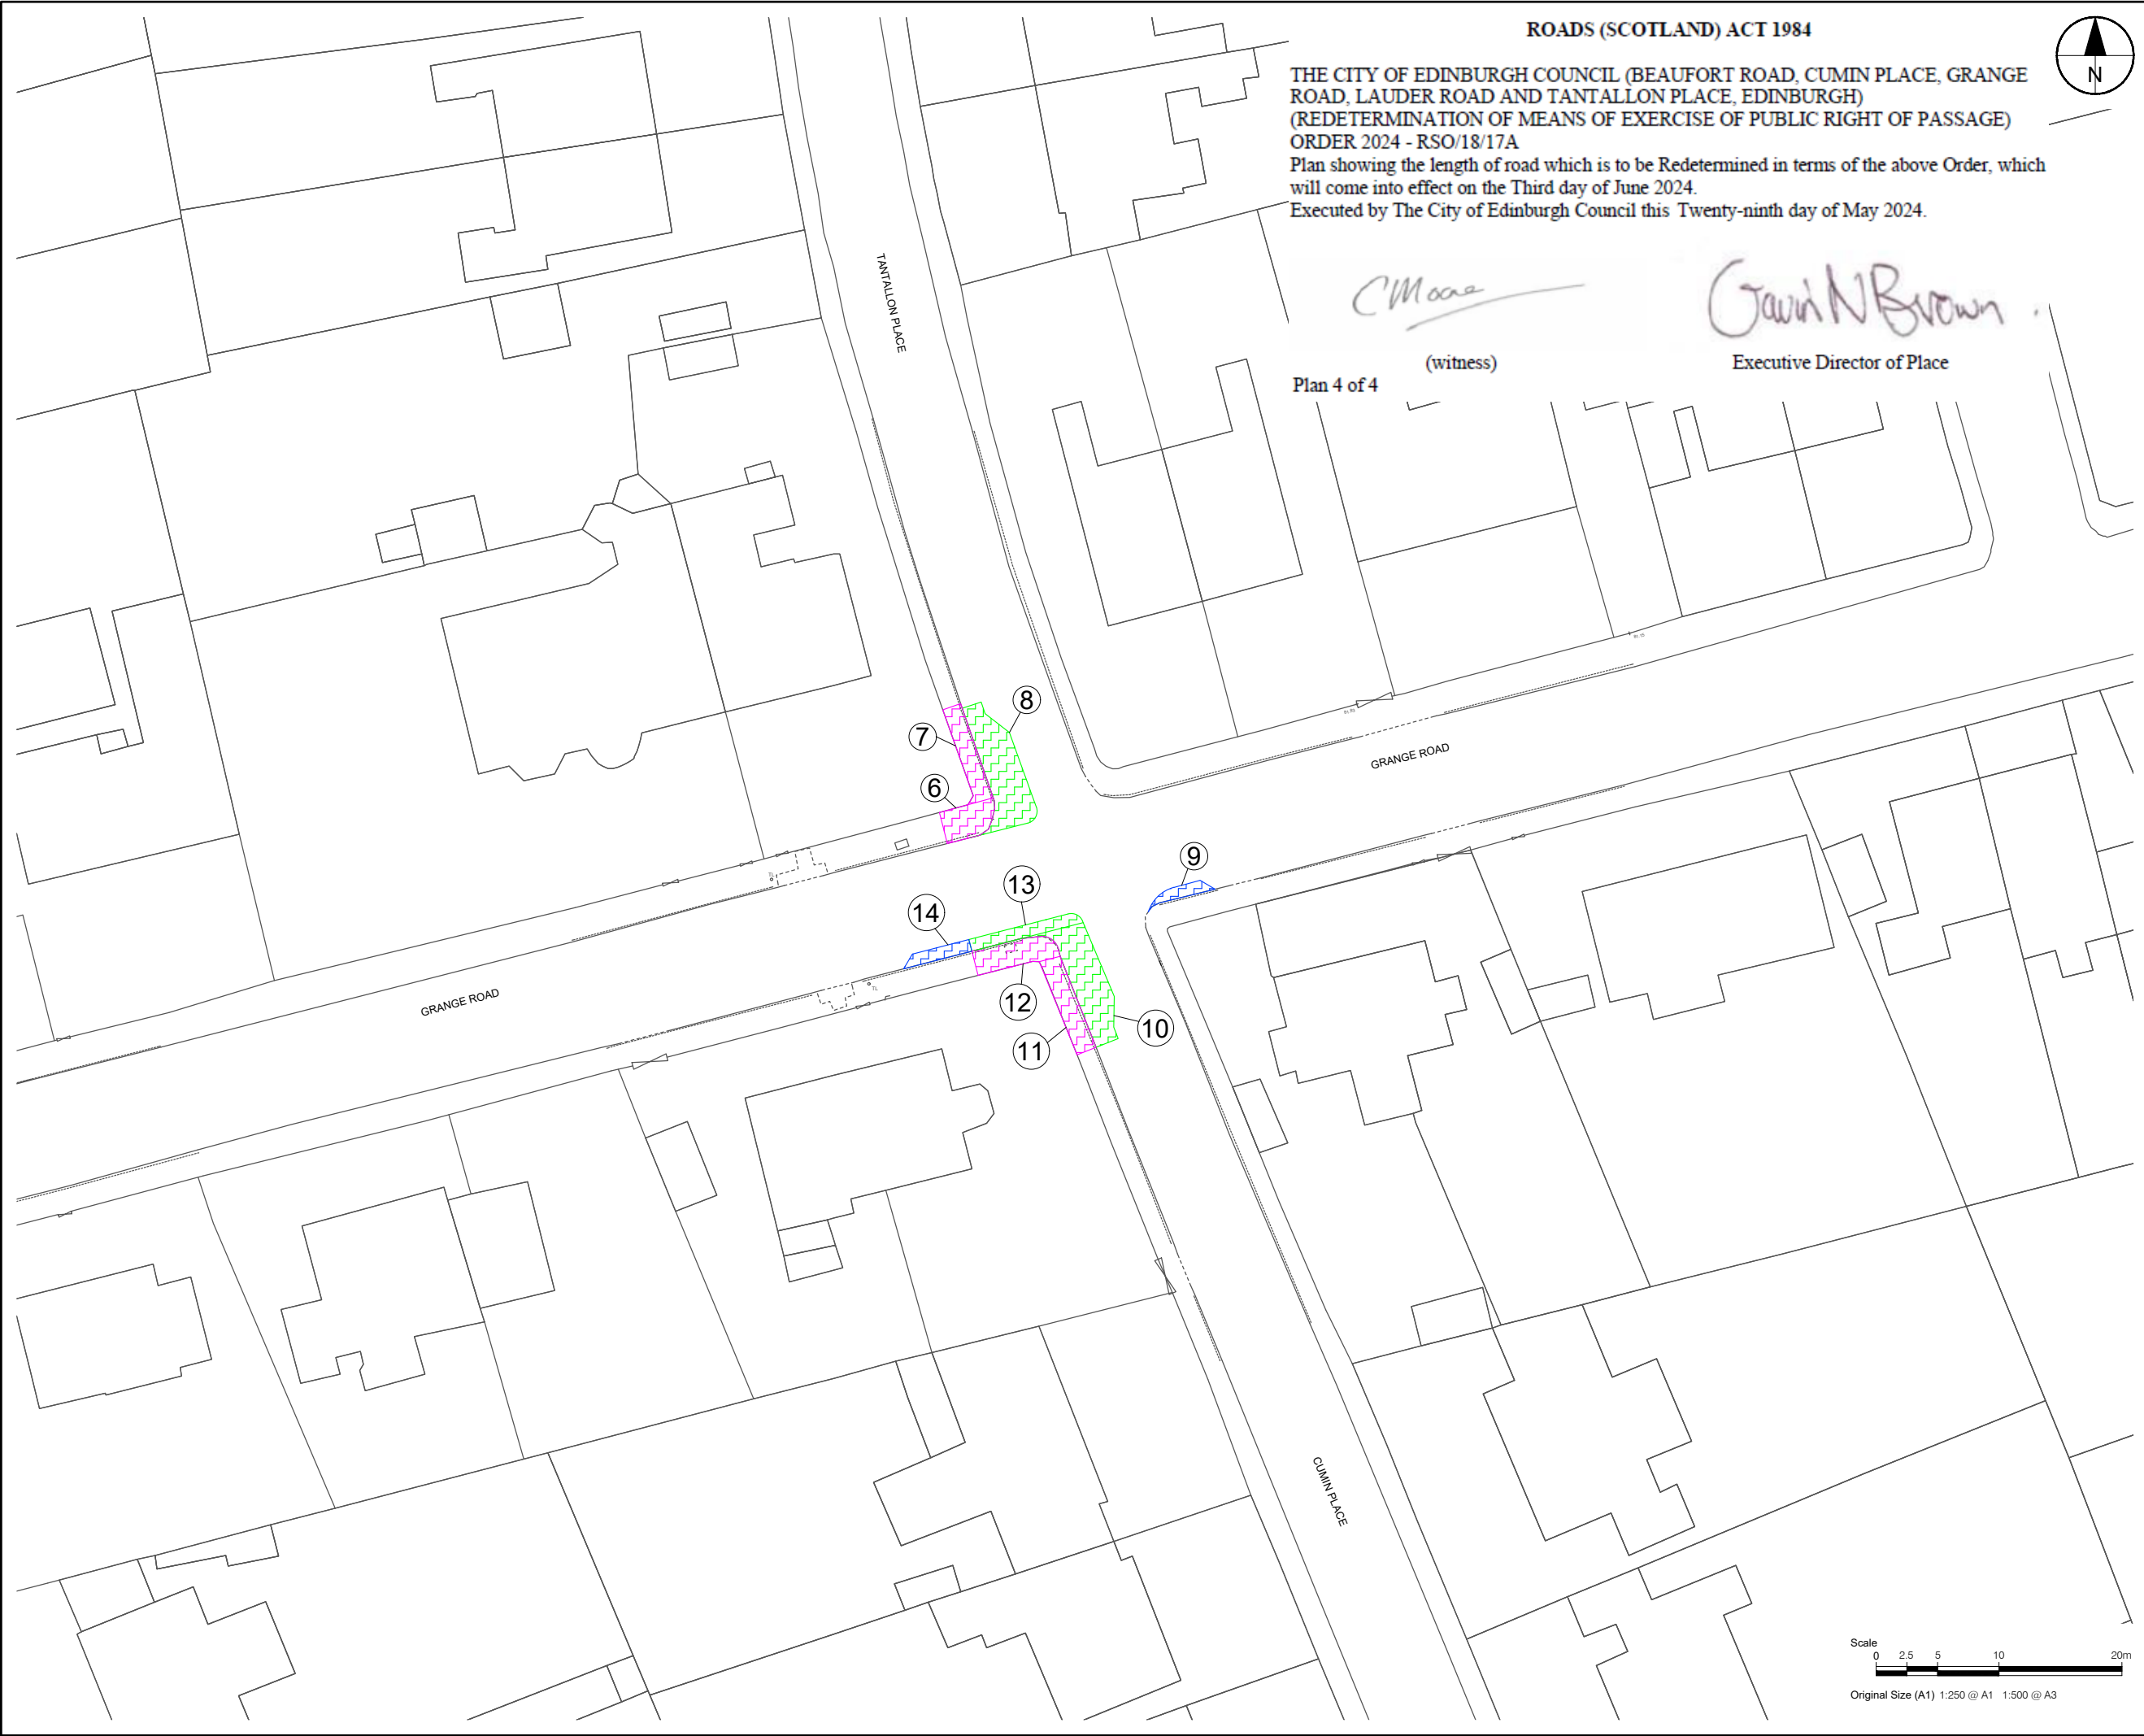 ROADS (SCOTLAND) ACT 1984
N
THE CITY OF EDINBURGH COUNCIL (BEAUFORT ROAD, CUMIN PLACE, GRANGE
ROAD, LAUDER ROAD AND TANTALLON PLACE, EDINBURGH)
(REDETERMINATION OF MEANS OF EXERCISE OF PUBLIC RIGHT OF PASSAGE)
ORDER 2024 - RSO/18/17A
Plan showing the length of road which is to be Redetermined in terms of the above Order, which
will come into effect on the Third day of June 2024.
Executed by The City of Edinburgh Council this Twenty-ninth day of May 2024.
C Moore
Gavin N Brown .
(witness)
Executive Director of Place
Plan 4 of 4
TANTALLON PLACE
8
7
6
GRANGE ROAD
9
13
14
12
10
11
TL
GRANGE ROAD
CUMIN PLACE
Scale
0 2.5 5 10 20m
Original Size (A1) 1:250 @ A1 1:500 @ A3